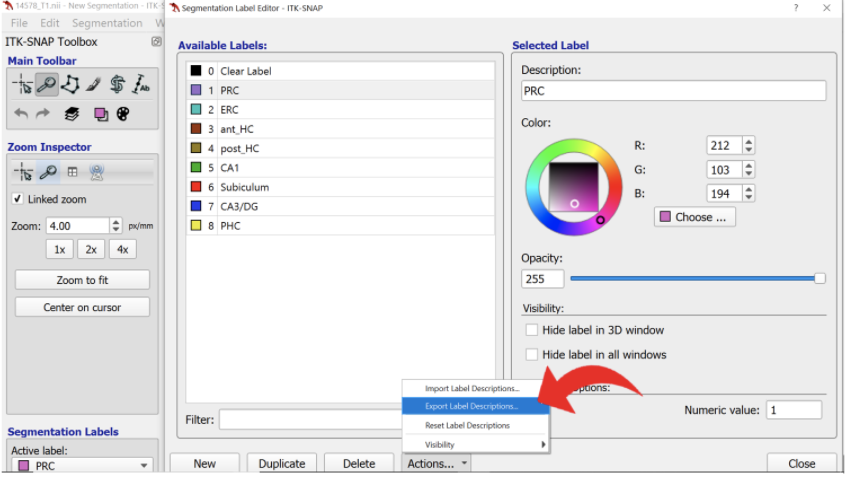 14578_T1.nii - New Segmentation - ITK-S
File Edit Segmentation W
ITK-SNAP Toolbox
Main Toolbar
Ab
Zoom Inspector
Linked zoom
Zoom: 4.00 px/mm
1x 2x 4x
Zoom to fit
Center on cursor
Segmentation Labels
Active label:
PRC
Segmentation Label Editor - ITK-SNAP
? ×
Available Labels:
0 Clear Label
1 PRC
2 ERC
3 ant_HC
4 post_HC
5 CA1
6 Subiculum
7 CA3/DG
8 PHC
Filter:
Import Label Descriptions...
Export Label Descriptions...
Reset Label Descriptions
Visibility
New Duplicate Delete Actions...
Selected Label
Description:
PRC
Color:
R: 212
G: 103
B: 194
Choose ...
Opacity:
255
Visibility:
Hide label in 3D window
Hide label in all windows
Options:
Numeric value: 1
Close